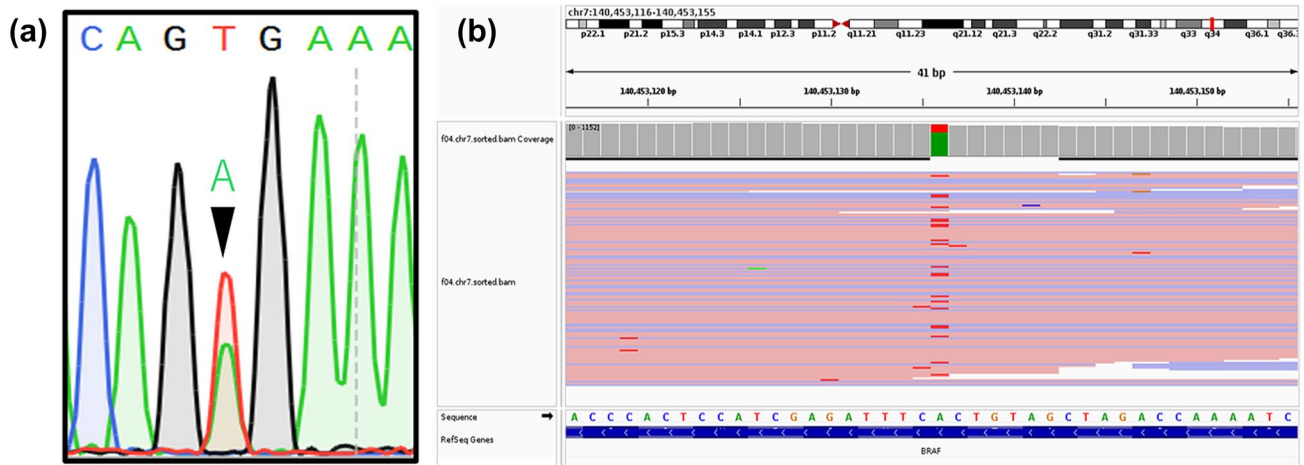 (a)
C A G T G A A A
A
(b)
chr7:140,453,116-140,453,155
p22.1 p21.2 p15.3 p14.3 p14.1 p12.3 p11.2 q11.21 q11.23 q21.12 q21.3 q22.2 q31.2 q31.33 q33 q34 q36.1 q36.
41 bp
140,453,120 bp 140,453,130 bp 140,453,140 bp 140,453,150 bp
[0 - 1152]
f04.chr7.sorted.bam Coverage
f04.chr7.sorted.bam
Sequence
A C C C A C T C C A T C G A G A T T T C A C T G T A G C T A G A C C A A A A T C
RefSeq Genes
BRAF